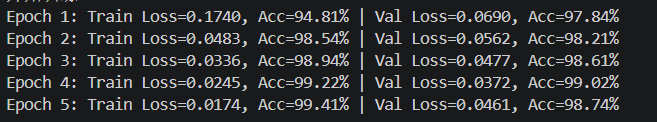 Epoch 1: Train Loss=0.1740, Acc=94.81% | Val Loss=0.0690, Acc=97.84%
Epoch 2: Train Loss=0.0483, Acc=98.54% | Val Loss=0.0562, Acc=98.21%
Epoch 3: Train Loss=0.0336, Acc=98.94% | Val Loss=0.0477, Acc=98.61%
Epoch 4: Train Loss=0.0245, Acc=99.22% | Val Loss=0.0372, Acc=99.02%
Epoch 5: Train Loss=0.0174, Acc=99.41% | Val Loss=0.0461, Acc=98.74%